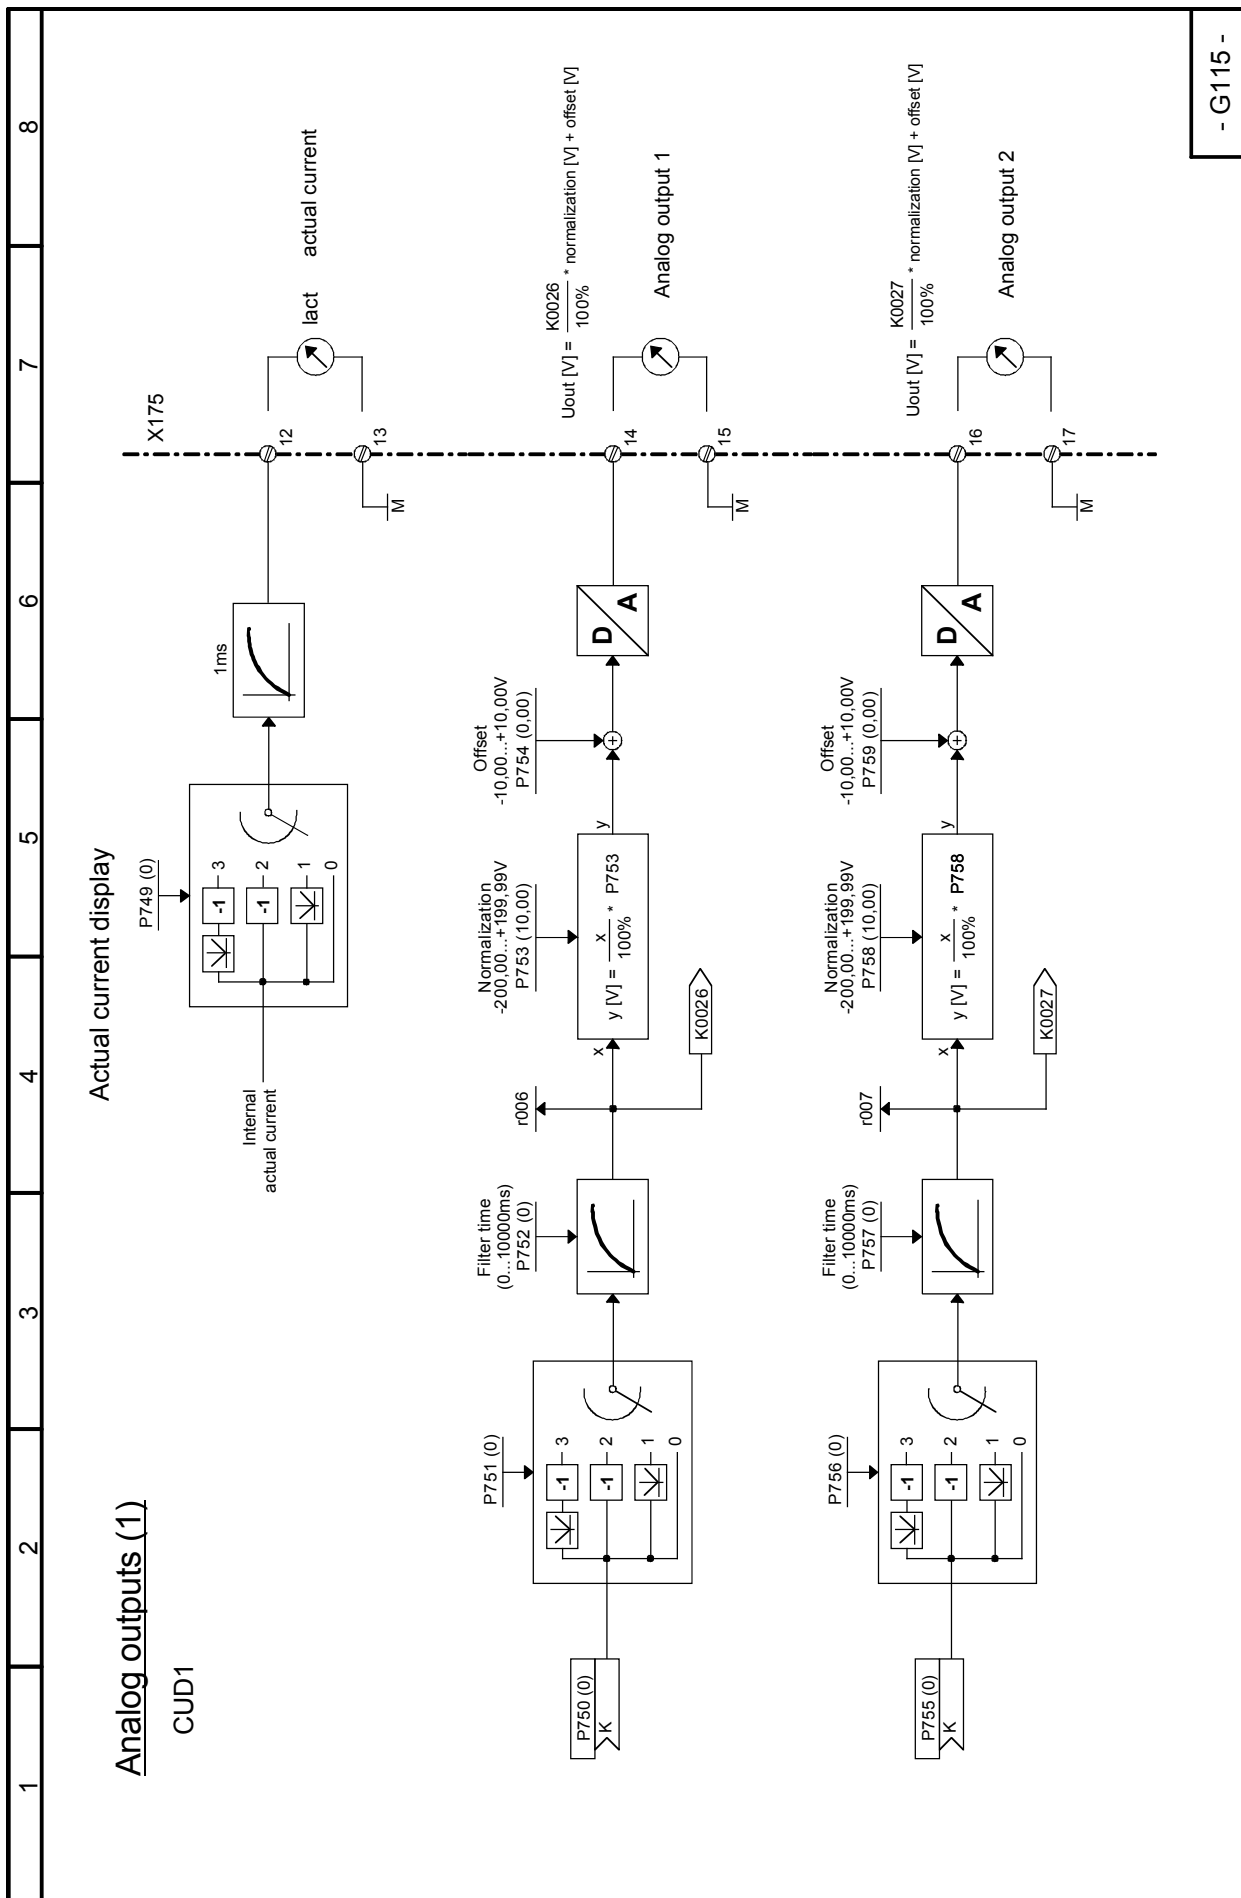 1 2 3 4 5 6 7 8
Analog outputs (1)
CUD1
Actual current display
P749 (0)
Internal
actual current
-1 3
-1 2
1
0
1ms
X175
12
13
M
Iact actual current
P750 (0)
K
P751 (0)
-1 3
-1 2
1
0
Filter time
(0...10000ms)
P752 (0)
r006
K0026
Normalization
-200,00...+199,99V
P753 (10,00)
x
y [V] = x / 100% * P753
y
Offset
-10,00...+10,00V
P754 (0,00)
+
D
A
14
15
M
Uout [V] = K0026 / 100% * normalization [V] + offset [V]
Analog output 1
P755 (0)
K
P756 (0)
-1 3
-1 2
1
0
Filter time
(0...10000ms)
P757 (0)
r007
K0027
Normalization
-200,00...+199,99V
P758 (10,00)
x
y [V] = x / 100% * P758
y
Offset
-10,00...+10,00V
P759 (0,00)
+
D
A
16
17
M
Uout [V] = K0027 / 100% * normalization [V] + offset [V]
Analog output 2
- G115 -